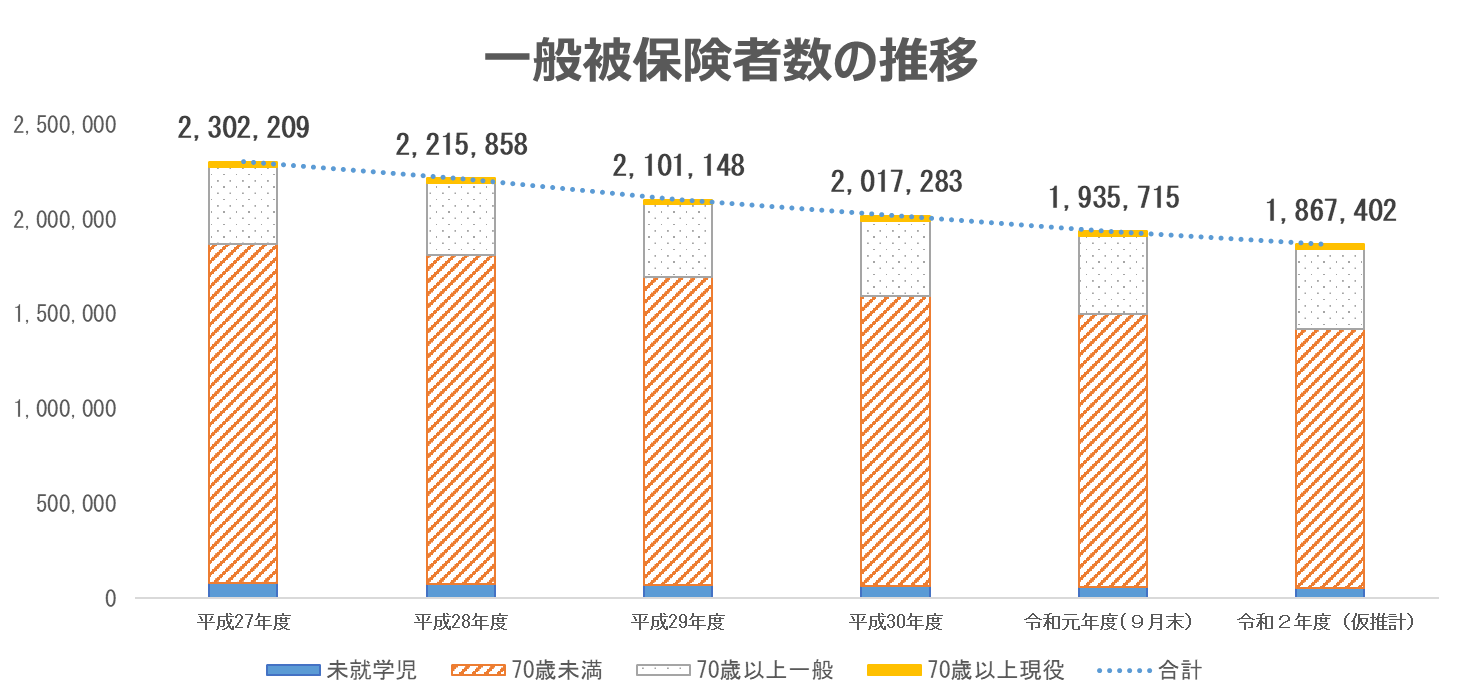 一般被保険者数の推移
2,500,000
2,000,000
1,500,000
1,000,000
500,000
0
2,302,209
2,215,858
2,101,148
2,017,283
1,935,715
1,867,402
平成27年度
平成28年度
平成29年度
平成30年度
令和元年度(９月末)
令和２年度（仮推計）
未就学児
70歳未満
70歳以上一般
70歳以上現役
合計